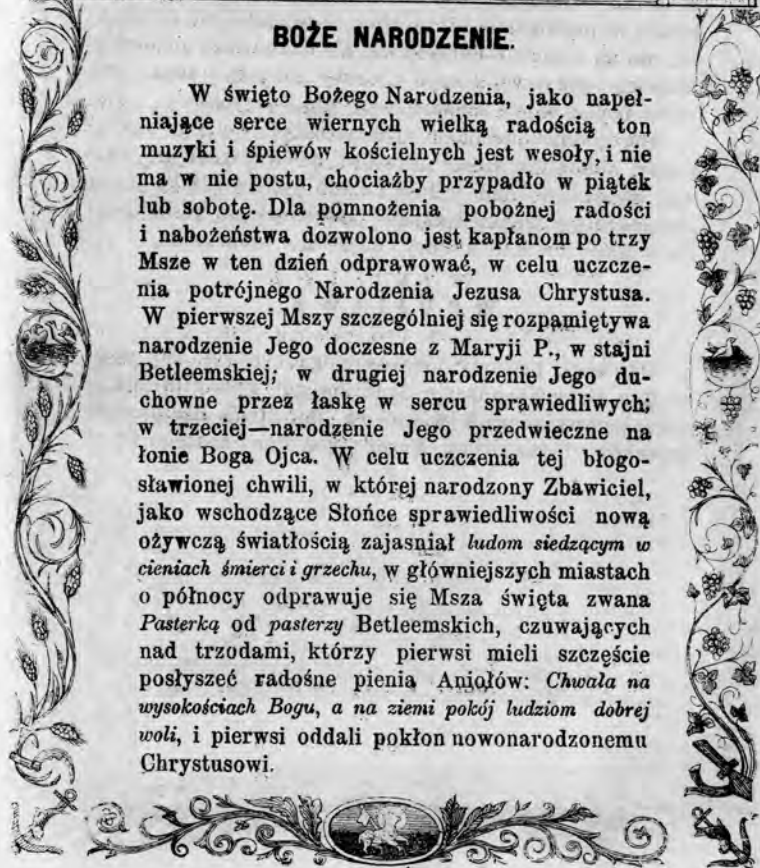 BOŻE NARODZENIE.
W święto Bożego Narodzenia, jako napeł-
niające serce wiernych wielką radością ton
muzyki i śpiewów kościelnych jest wesoły, i nie
ma w nie postu, chociażby przypadło w piątek
lub sobotę. Dla pomnożenia pobożnej radości
i nabożeństwa dozwolono jest kapłanom po trzy
Msze w ten dzień odprawować, w celu uczcze-
nia potrójnego Narodzenia Jezusa Chrystusa.
W pierwszej Mszy szczególniej się rozpamiętywa
narodzenie Jego doczesne z Maryji P., w stajni
Betleemskiej; w drugiej narodzenie Jego du-
chowne przez łaskę w sercu sprawiedliwych;
w trzeciej—narodzenie Jego przedwieczne na
łonie Boga Ojca. W celu uczczenia tej błogo-
sławionej chwili, w której narodzony Zbawiciel,
jako wschodzące Słońce sprawiedliwości nową
ożywczą światłością zajasniał ludom siedzącym w
cieniach śmierci i grzechu, w główniejszych miastach
o północy odprawuje się Msza święta zwana
Pasterką od pasterzy Betleemskich, czuwających
nad trzodami, którzy pierwsi mieli szczęście
posłyszeć radośne pienia Aniołów: Chwała na
wysokościach Bogu, a na ziemi pokój ludziom dobrej
woli, i pierwsi oddali pokłon nowonarodzonemu
Chrystusowi.